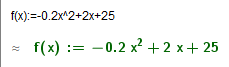 f(x):=-0.2x^2+2x+25
≈ f(x) := −0.2 x² + 2 x + 25